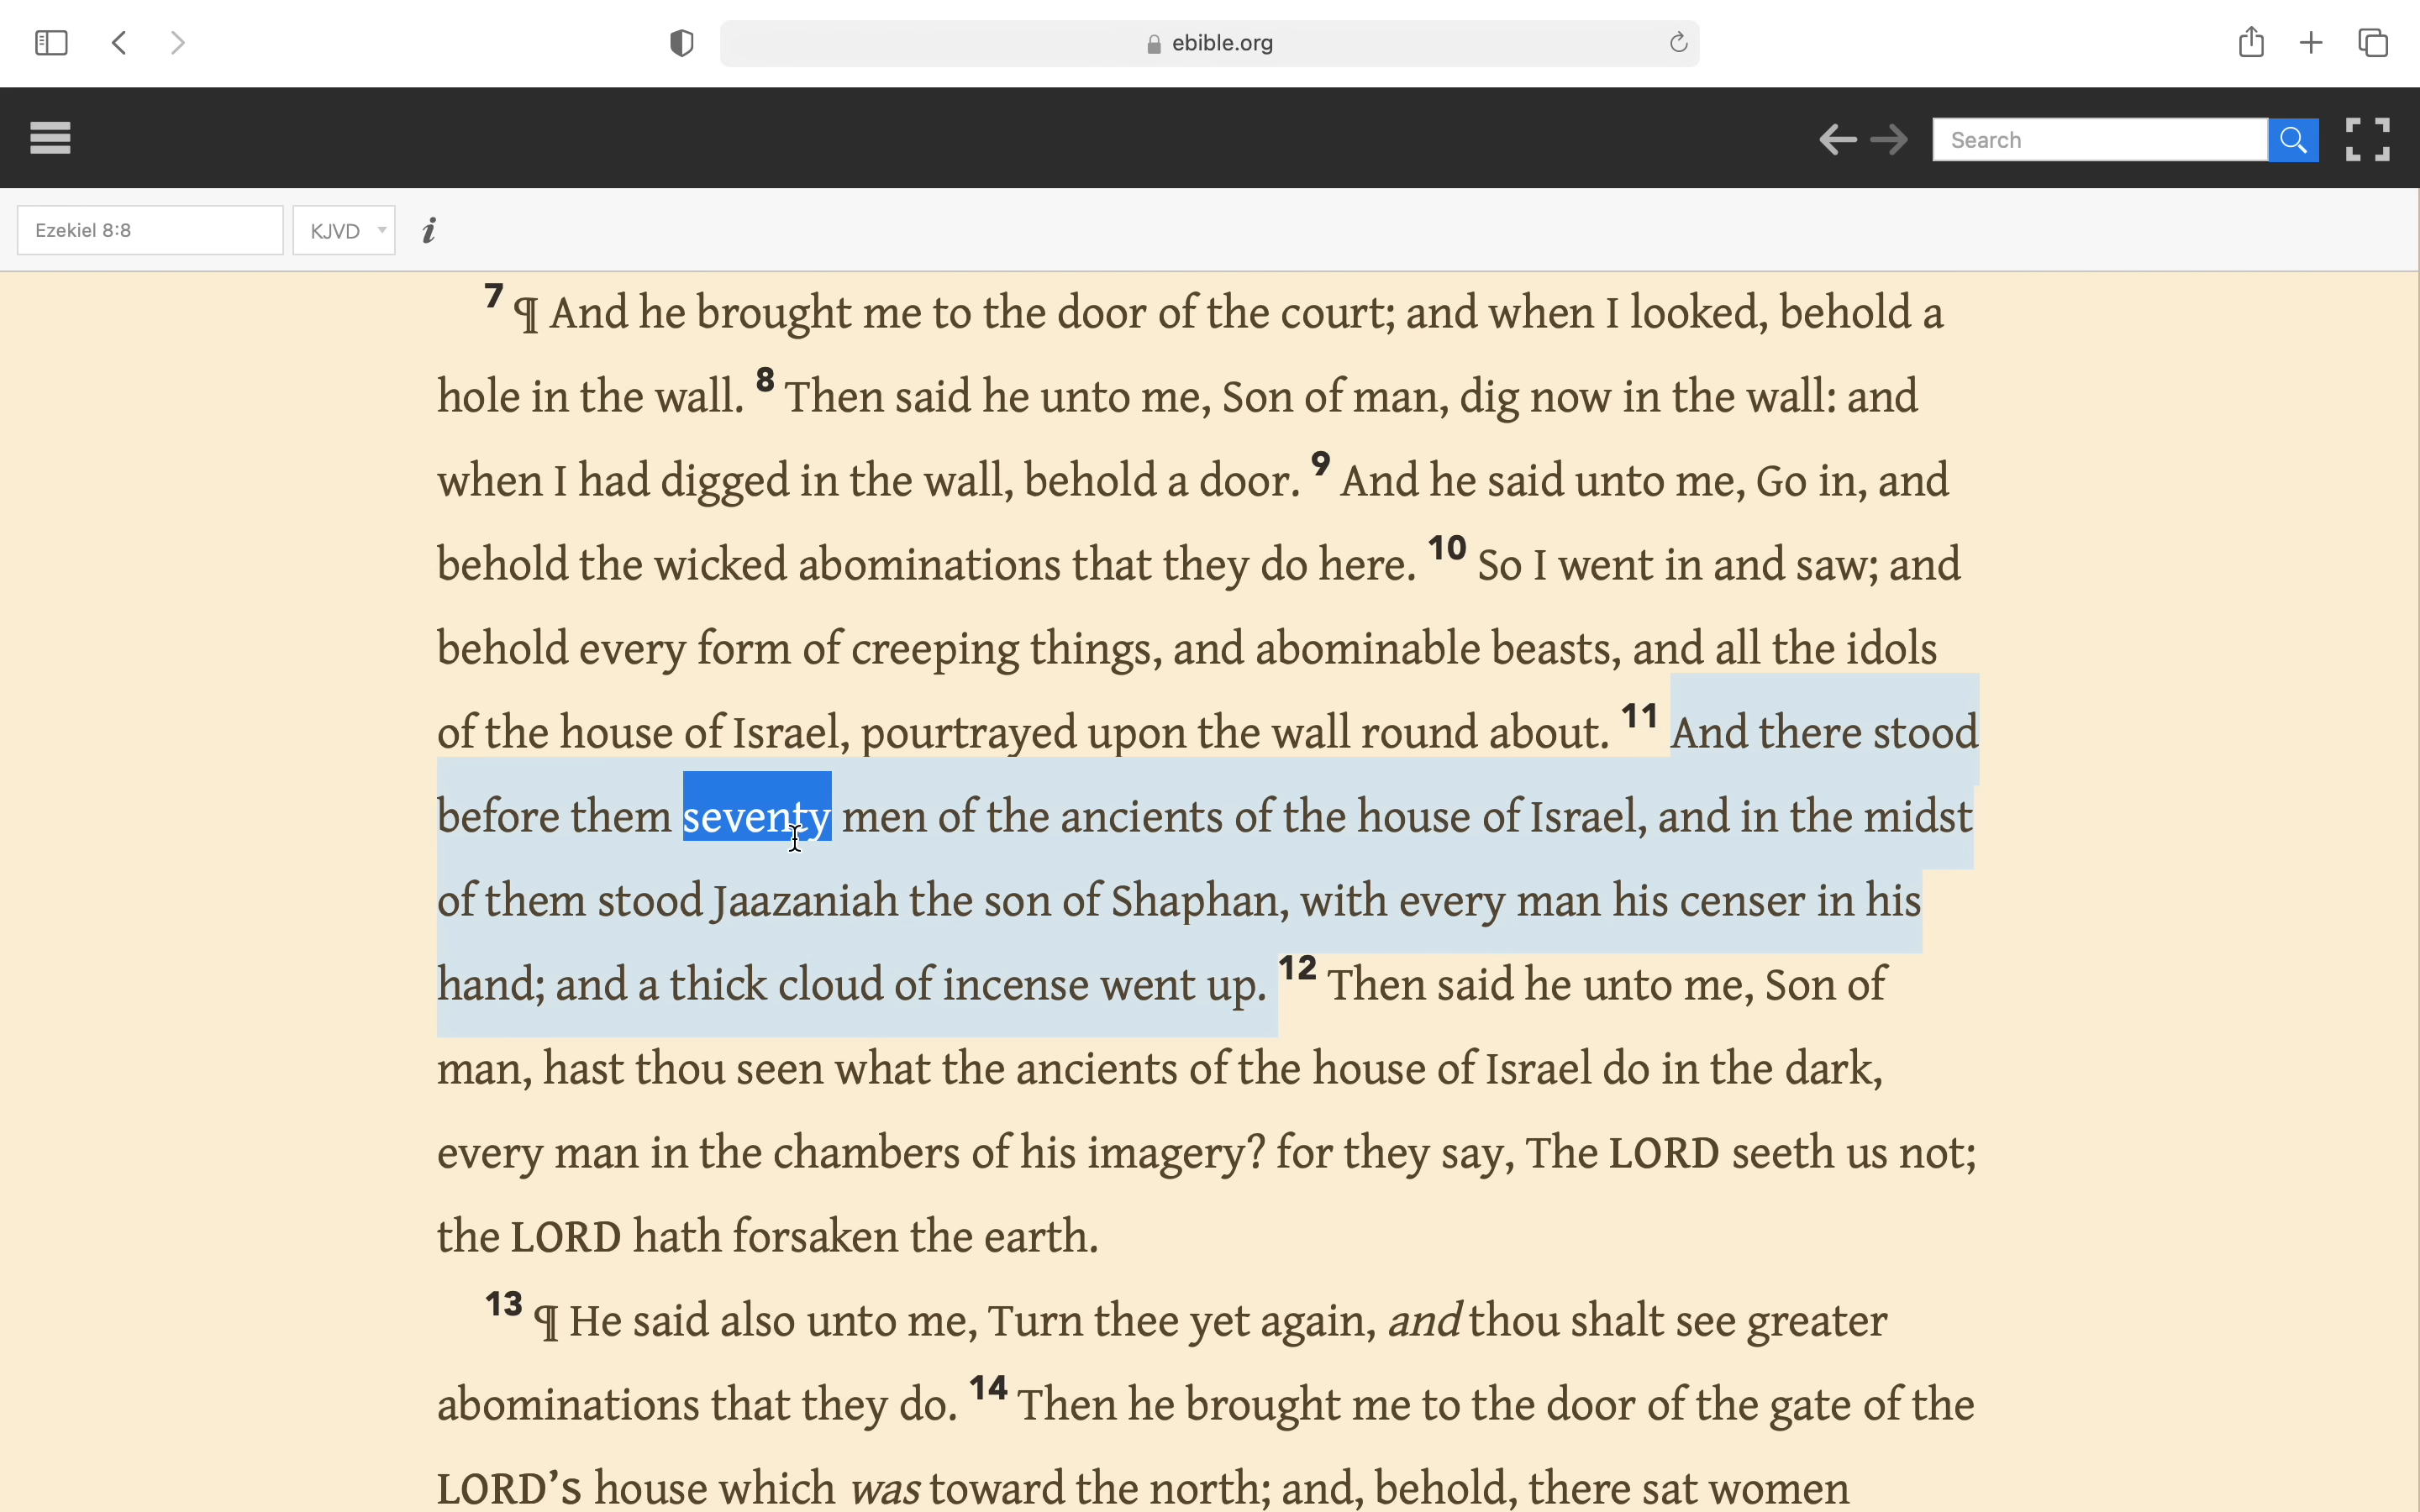 ebible.org
Search
Ezekiel 8:8 KJVD i
7 ¶ And he brought me to the door of the court; and when I looked, behold a
hole in the wall. 8 Then said he unto me, Son of man, dig now in the wall: and
when I had digged in the wall, behold a door. 9 And he said unto me, Go in, and
behold the wicked abominations that they do here. 10 So I went in and saw; and
behold every form of creeping things, and abominable beasts, and all the idols
of the house of Israel, pourtrayed upon the wall round about. 11 And there stood
before them seventy men of the ancients of the house of Israel, and in the midst
of them stood Jaazaniah the son of Shaphan, with every man his censer in his
hand; and a thick cloud of incense went up. 12 Then said he unto me, Son of
man, hast thou seen what the ancients of the house of Israel do in the dark,
every man in the chambers of his imagery? for they say, The LORD seeth us not;
the LORD hath forsaken the earth.
13 ¶ He said also unto me, Turn thee yet again, and thou shalt see greater
abominations that they do. 14 Then he brought me to the door of the gate of the
LORD’s house which was toward the north; and, behold, there sat women